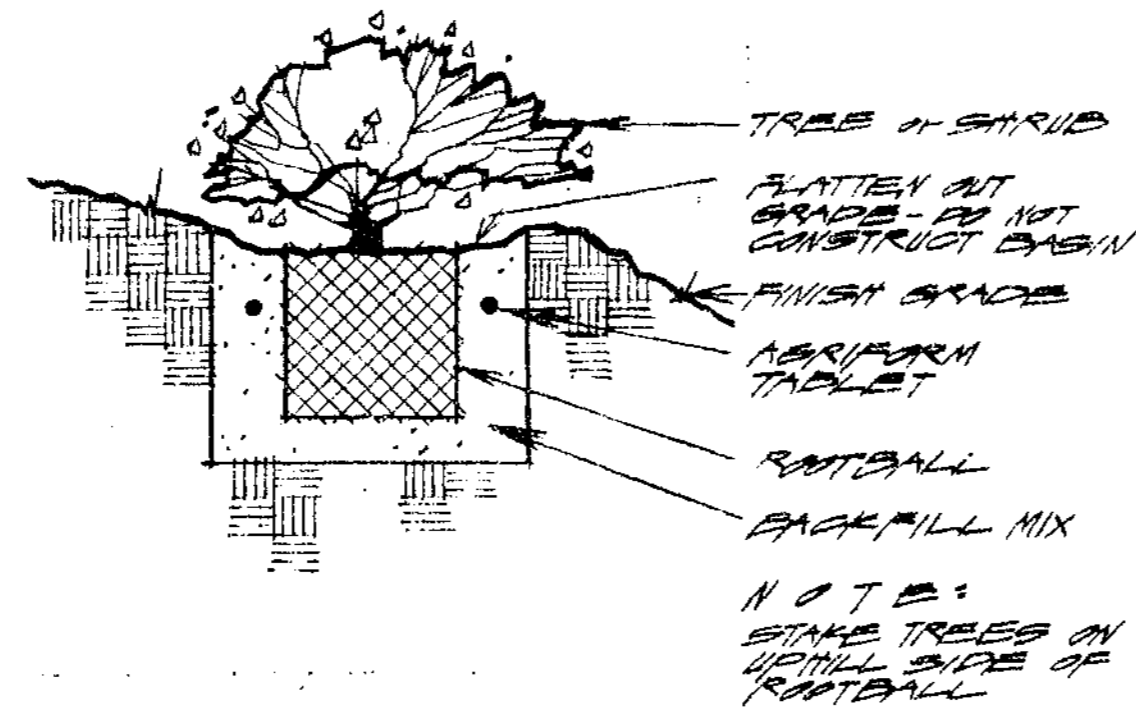 TREE or SHRUB
FLATTEN OUT
GRADE - DO NOT
CONSTRUCT BASIN
FINISH GRADE
AGRIFORM
TABLET
ROOTBALL
BACKFILL MIX
NOTE:
STAKE TREES ON
UPHILL SIDE OF
ROOTBALL